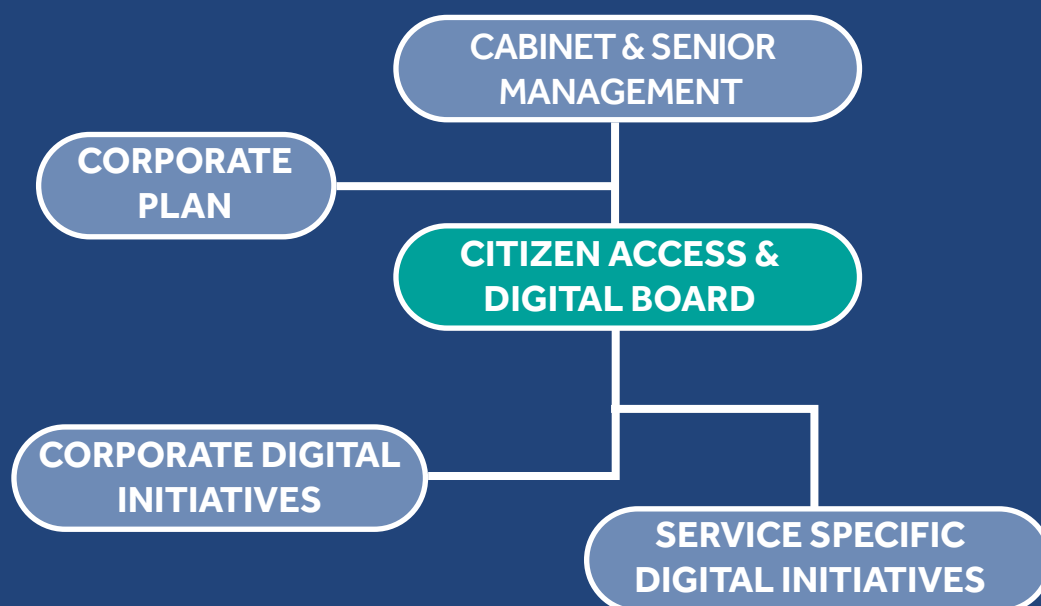 CABINET & SENIOR
MANAGEMENT
CORPORATE
PLAN
CITIZEN ACCESS &
DIGITAL BOARD
CORPORATE DIGITAL
INITIATIVES
SERVICE SPECIFIC
DIGITAL INITIATIVES